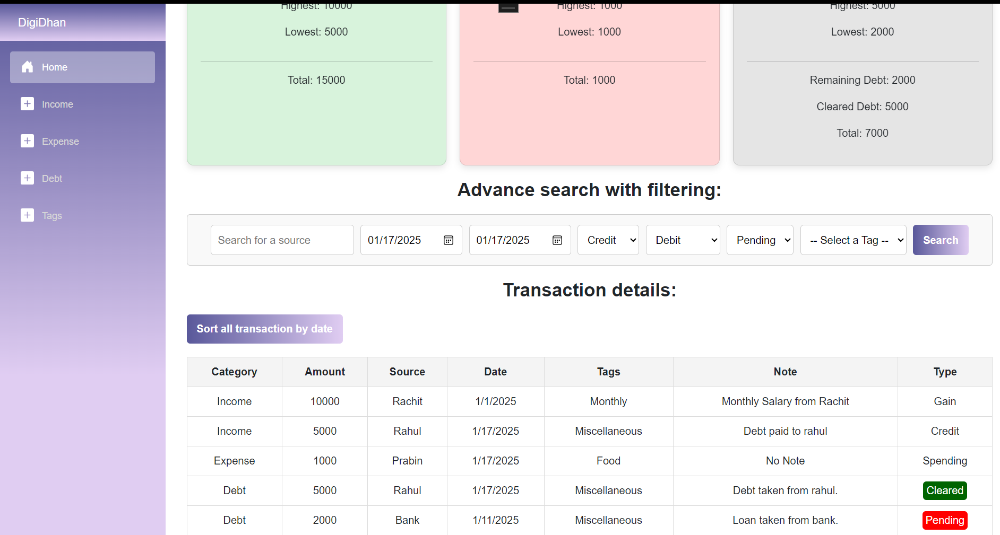 DigiDhan
Home
Income
Expense
Debt
Tags
Highest: 10000
Lowest: 5000
Total: 15000
Highest: 1000
Lowest: 1000
Total: 1000
Highest: 5000
Lowest: 2000
Remaining Debt: 2000
Cleared Debt: 5000
Total: 7000
Advance search with filtering:
Search for a source 01/17/2025 01/17/2025 Credit Debit Pending -- Select a Tag -- Search
Transaction details:
Sort all transaction by date
Category Amount Source Date Tags Note Type
Income 10000 Rachit 1/1/2025 Monthly Monthly Salary from Rachit Gain
Income 5000 Rahul 1/17/2025 Miscellaneous Debt paid to rahul Credit
Expense 1000 Prabin 1/17/2025 Food No Note Spending
Debt 5000 Rahul 1/17/2025 Miscellaneous Debt taken from rahul. Cleared
Debt 2000 Bank 1/11/2025 Miscellaneous Loan taken from bank. Pending